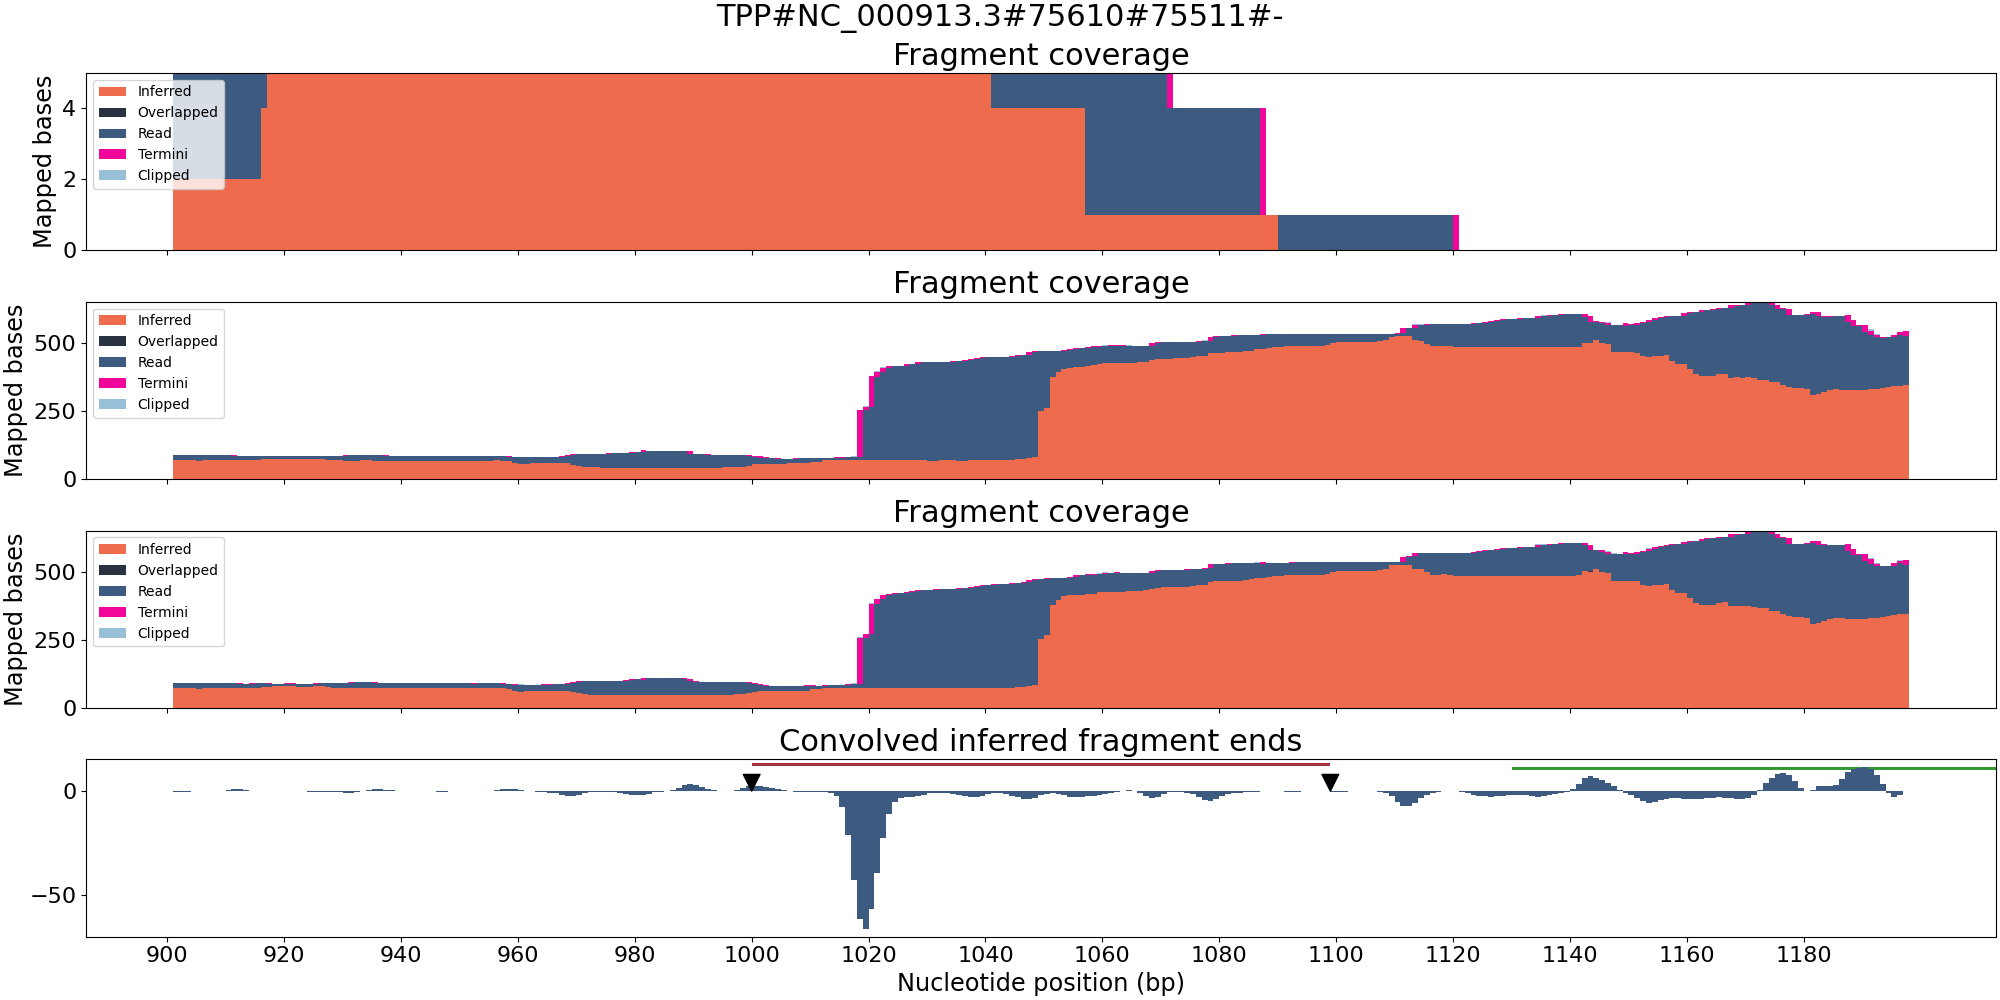 TPP#NC_000913.3#75610#75511#-
Fragment coverage
Mapped bases
4
2
0
Inferred
Overlapped
Read
Termini
Clipped
Fragment coverage
Mapped bases
500
250
0
Inferred
Overlapped
Read
Termini
Clipped
Fragment coverage
Mapped bases
500
250
0
Inferred
Overlapped
Read
Termini
Clipped
Convolved inferred fragment ends
0
−50
900 920 940 960 980 1000 1020 1040 1060 1080 1100 1120 1140 1160 1180
Nucleotide position (bp)